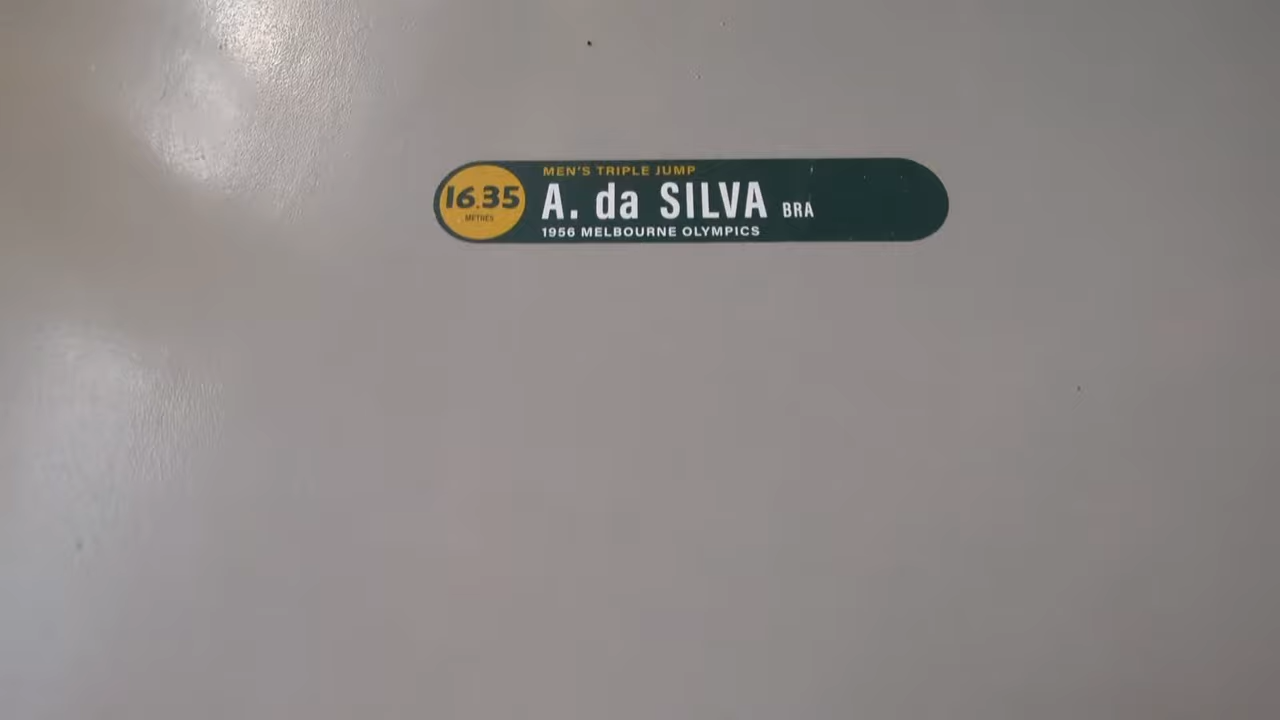 MEN'S TRIPLE JUMP
16.35
METRES
A. da SILVA BRA
1956 MELBOURNE OLYMPICS